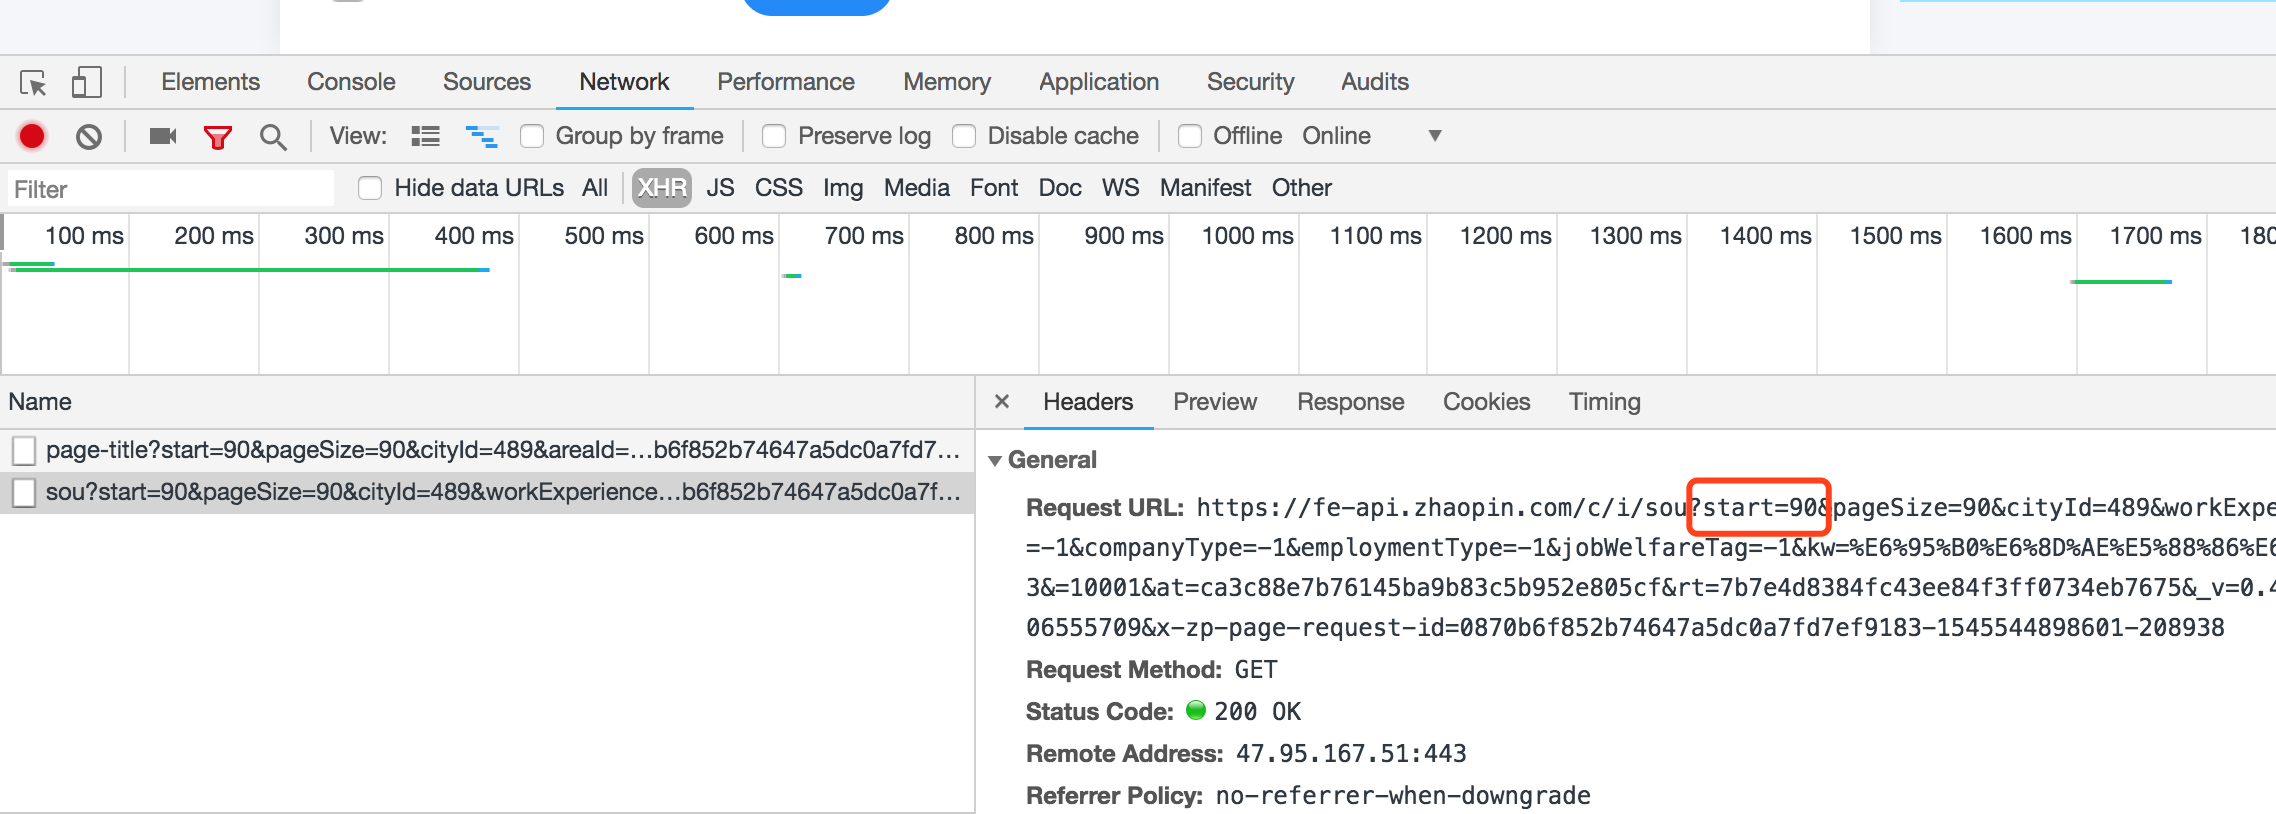 Elements Console Sources Network Performance Memory Application Security Audits
View: Group by frame Preserve log Disable cache Offline Online
Filter Hide data URLs All XHR JS CSS Img Media Font Doc WS Manifest Other
100 ms 200 ms 300 ms 400 ms 500 ms 600 ms 700 ms 800 ms 900 ms 1000 ms 1100 ms 1200 ms 1300 ms 1400 ms 1500 ms 1600 ms 1700 ms 180
Name
page-title?start=90&pageSize=90&cityId=489&areaId=…b6f852b74647a5dc0a7fd7…
sou?start=90&pageSize=90&cityId=489&workExperience…b6f852b74647a5dc0a7f…
× Headers Preview Response Cookies Timing
General
Request URL: https://fe-api.zhaopin.com/c/i/sou?start=90&pageSize=90&cityId=489&workExpe
=-1&companyType=-1&employmentType=-1&jobWelfareTag=-1&kw=%E6%95%B0%E6%8D%AE%E5%88%86%E6
3&=10001&at=ca3c88e7b76145ba9b83c5b952e805cf&rt=7b7e4d8384fc43ee84f3ff0734eb7675&_v=0.4
06555709&x-zp-page-request-id=0870b6f852b74647a5dc0a7fd7ef9183-1545544898601-208938
Request Method: GET
Status Code: 200 OK
Remote Address: 47.95.167.51:443
Referrer Policy: no-referrer-when-downgrade